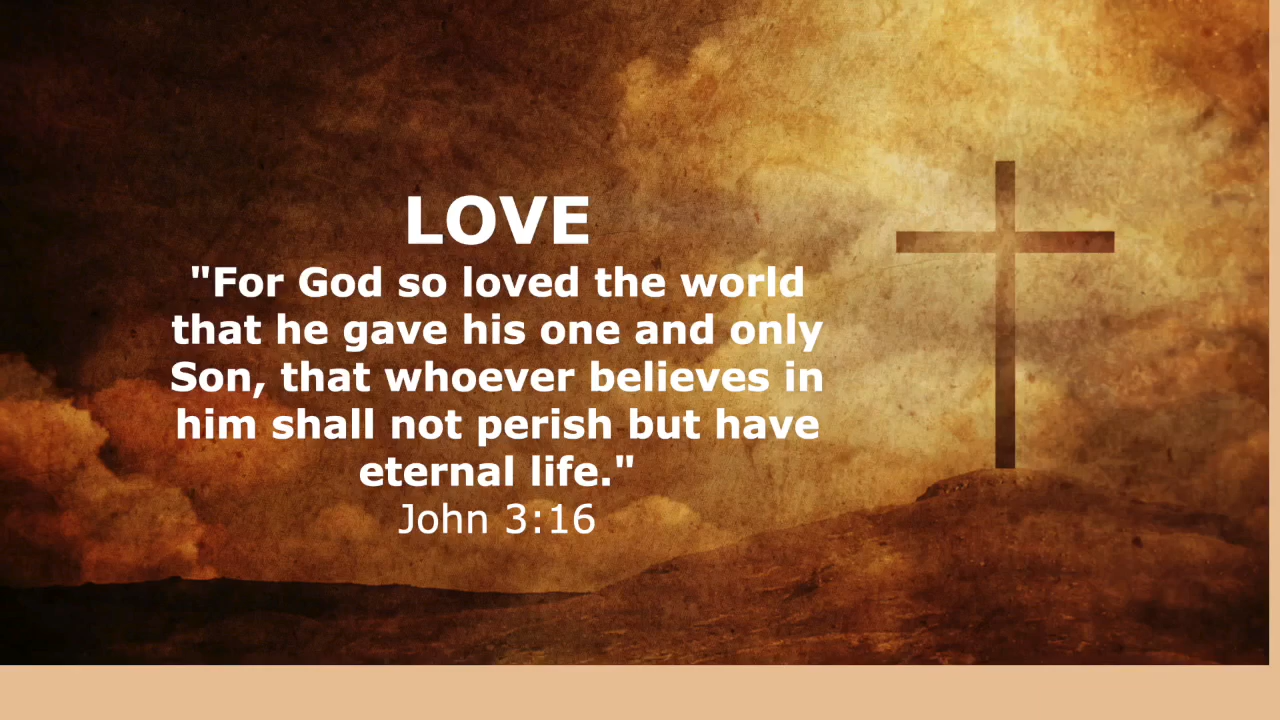 LOVE
"For God so loved the world
that he gave his one and only
Son, that whoever believes in
him shall not perish but have
eternal life."
John 3:16